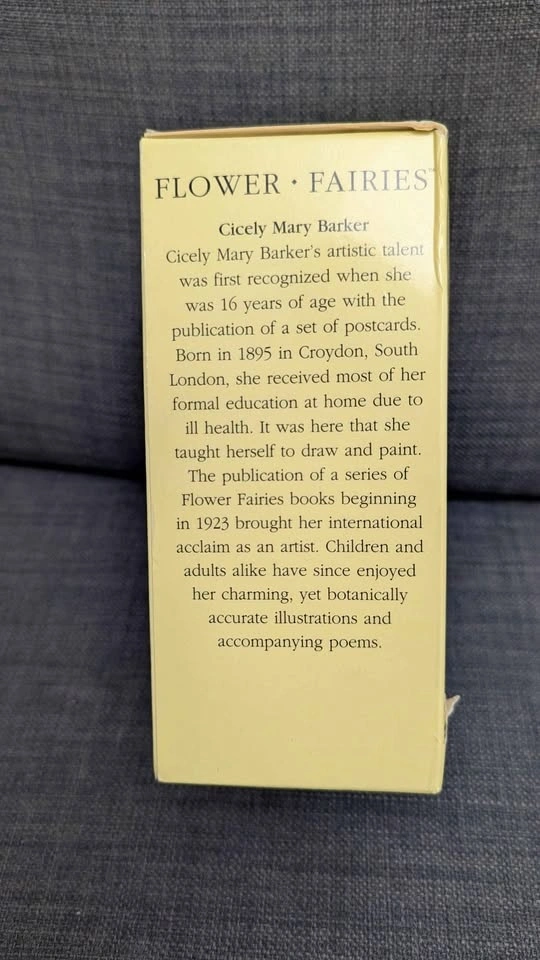 FLOWER · FAIRIES™
Cicely Mary Barker
Cicely Mary Barker's artistic talent
was first recognized when she
was 16 years of age with the
publication of a set of postcards.
Born in 1895 in Croydon, South
London, she received most of her
formal education at home due to
ill health. It was here that she
taught herself to draw and paint.
The publication of a series of
Flower Fairies books beginning
in 1923 brought her international
acclaim as an artist. Children and
adults alike have since enjoyed
her charming, yet botanically
accurate illustrations and
accompanying poems.